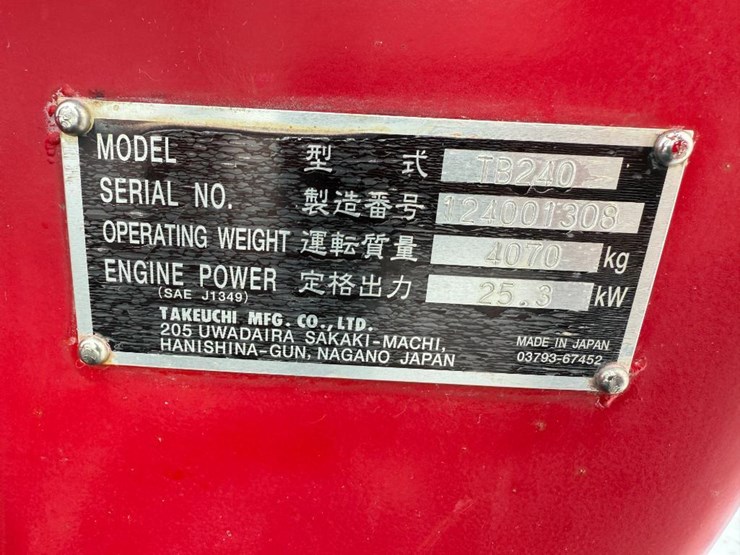 MODEL 型 式 TB240
SERIAL NO. 製造番号 124001308
OPERATING WEIGHT 運転質量 4070 kg
ENGINE POWER 定格出力 25.3 kW
(SAE J1349)
TAKEUCHI MFG. CO., LTD.
205 UWADAIRA SAKAKI-MACHI, MADE IN JAPAN
HANISHINA-GUN, NAGANO JAPAN 03793-67452